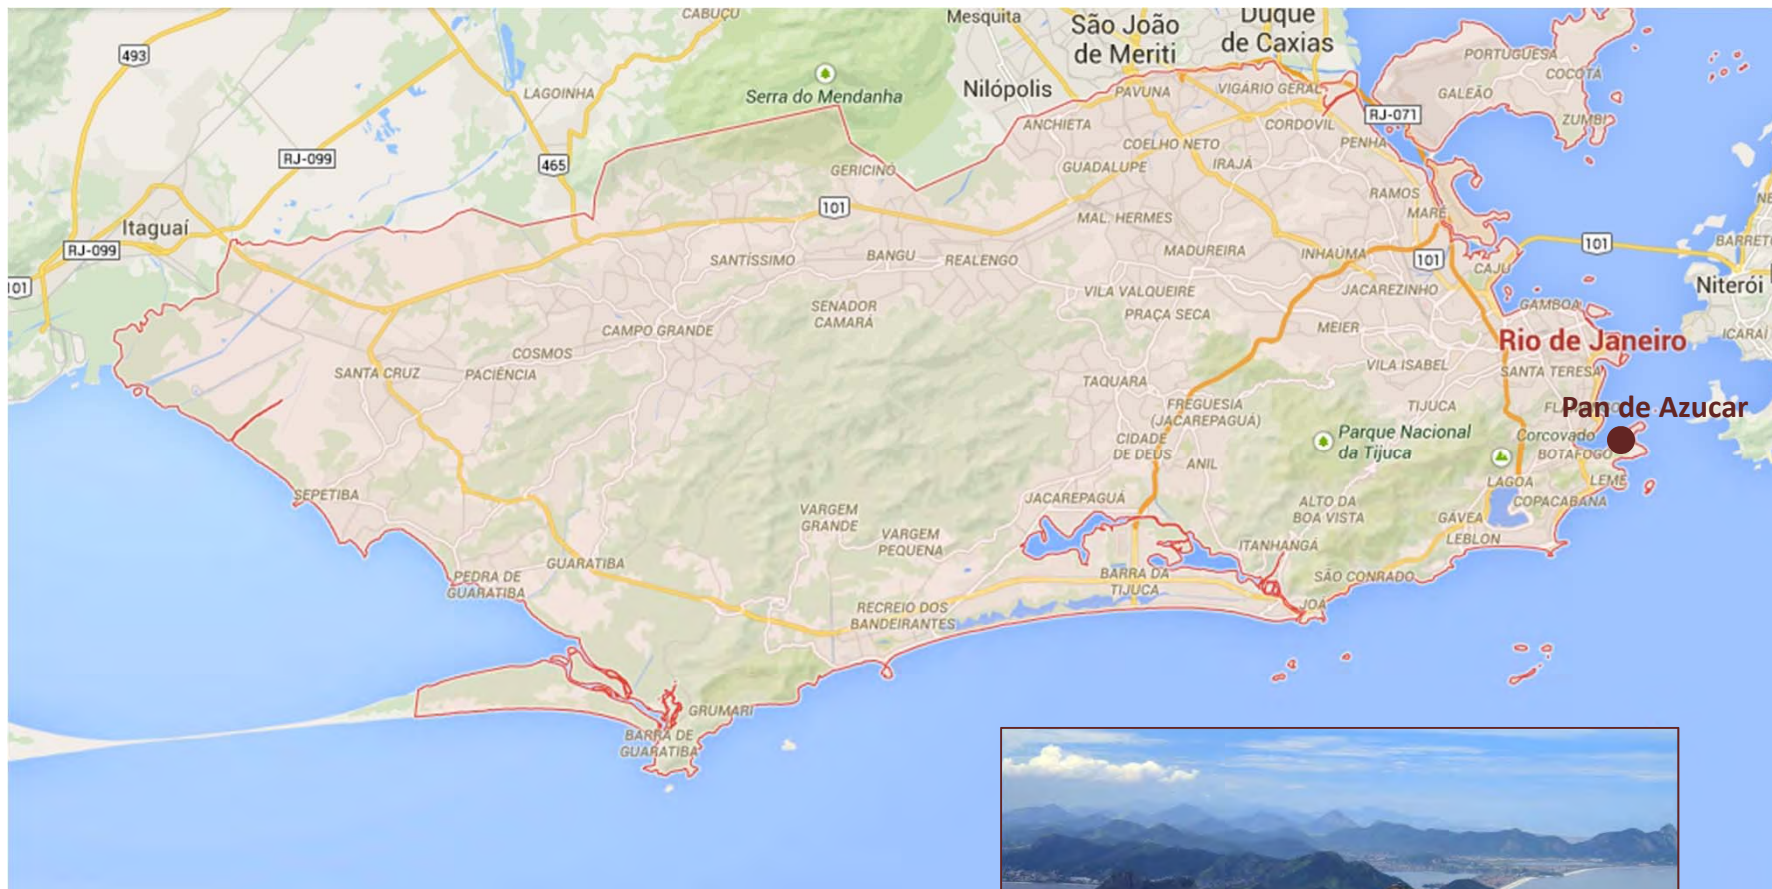 CABUÇU
Mesquita
São João
de Meriti
Duque
de Caxias
493
LAGOINHA
Serra do Mendanha
Nilópolis
PAVUNA
VIGÁRIO GERAL
RJ-071
PORTUGUESA
COCOTÁ
GALEÃO
ZUMBI
ANCHIETA
CORDOVIL
PENHA
COELHO NETO
IRAJÁ
GUADALUPE
RJ-099
465
GERICINÓ
RAMOS
MARÉ
101
MAL. HERMES
Itaguaí
RJ-099
SANTÍSSIMO
BANGU
REALENGO
MADUREIRA
INHAÚMA
101
CAJU
101
BARRETO
Niterói
101
VILA VALQUEIRE
JACAREZINHO
GAMBOA
SENADOR
CAMARÁ
PRAÇA SECA
CAMPO GRANDE
MEIER
Rio de Janeiro
ICARAÍ
COSMOS
SANTA CRUZ
PACIÊNCIA
VILA ISABEL
SANTA TERESA
TAQUARA
FREGUESIA
(JACAREPAGUÁ)
TIJUCA
Pan de Azucar
CIDADE
DE DEUS
ANIL
Parque Nacional
da Tijuca
Corcovado
BOTAFOGO
LAGOA
LEME
COPACABANA
SEPETIBA
JACAREPAGUÁ
ALTO DA
BOA VISTA
GÁVEA
LEBLON
VARGEM
GRANDE
VARGEM
PEQUENA
ITANHANGÁ
GUARATIBA
PEDRA DE
GUARATIBA
BARRA DA
TIJUCA
SÃO CONRADO
JOÁ
RECREIO DOS
BANDEIRANTES
GRUMARI
BARRA DE
GUARATIBA